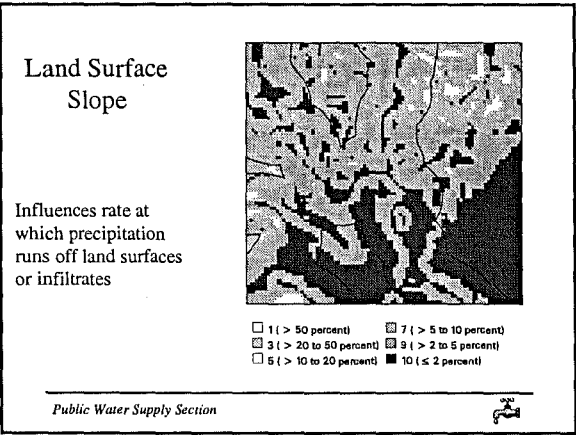 Land Surface
Slope
Influences rate at
which precipitation
runs off land surfaces
or infiltrates
1 ( > 50 percent) 7 ( > 5 to 10 percent)
3 ( > 20 to 50 percent) 9 ( > 2 to 5 percent)
5 ( > 10 to 20 percent) 10 ( ≤ 2 percent)
Public Water Supply Section